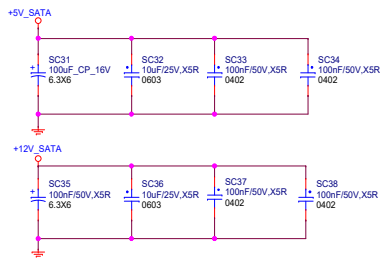 +5V_SATA
SC31
100uF_CP_16V
6.3X6
SC32
10uF/25V,X5R
0603
SC33
100nF/50V,X5R
0402
SC34
100nF/50V,X5R
0402
+12V_SATA
SC35
100nF/50V,X5R
6.3X6
SC36
10uF/25V,X5R
0603
SC37
100nF/50V,X5R
0402
SC38
100nF/50V,X5R
0402